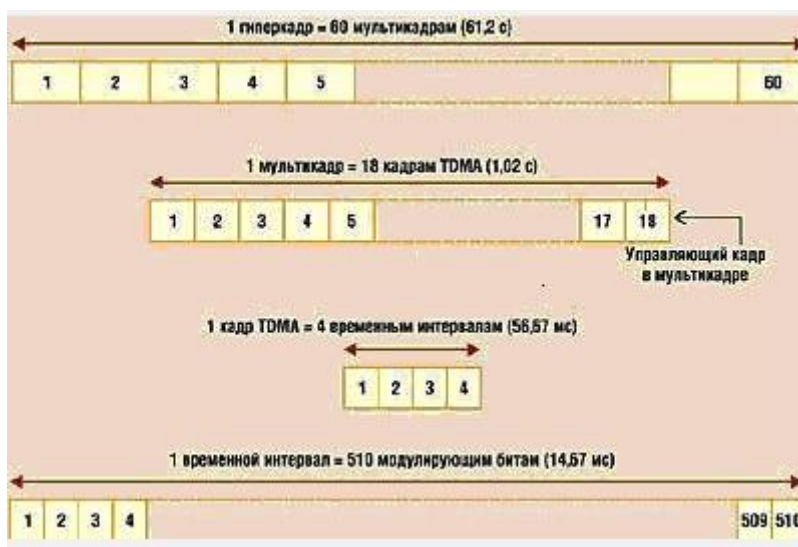 1 гиперкадр = 60 мультикадрам (61,2 с)
1 2 3 4 5 60
1 мультикадр = 18 кадрам TDMA (1,02 с)
1 2 3 4 5 17 18
Управляющий кадр
в мультикадре
1 кадр TDMA = 4 временным интервалам (56,67 мс)
1 2 3 4
1 временной интервал = 510 модулирующим битам (14,67 мс)
1 2 3 4 509 510